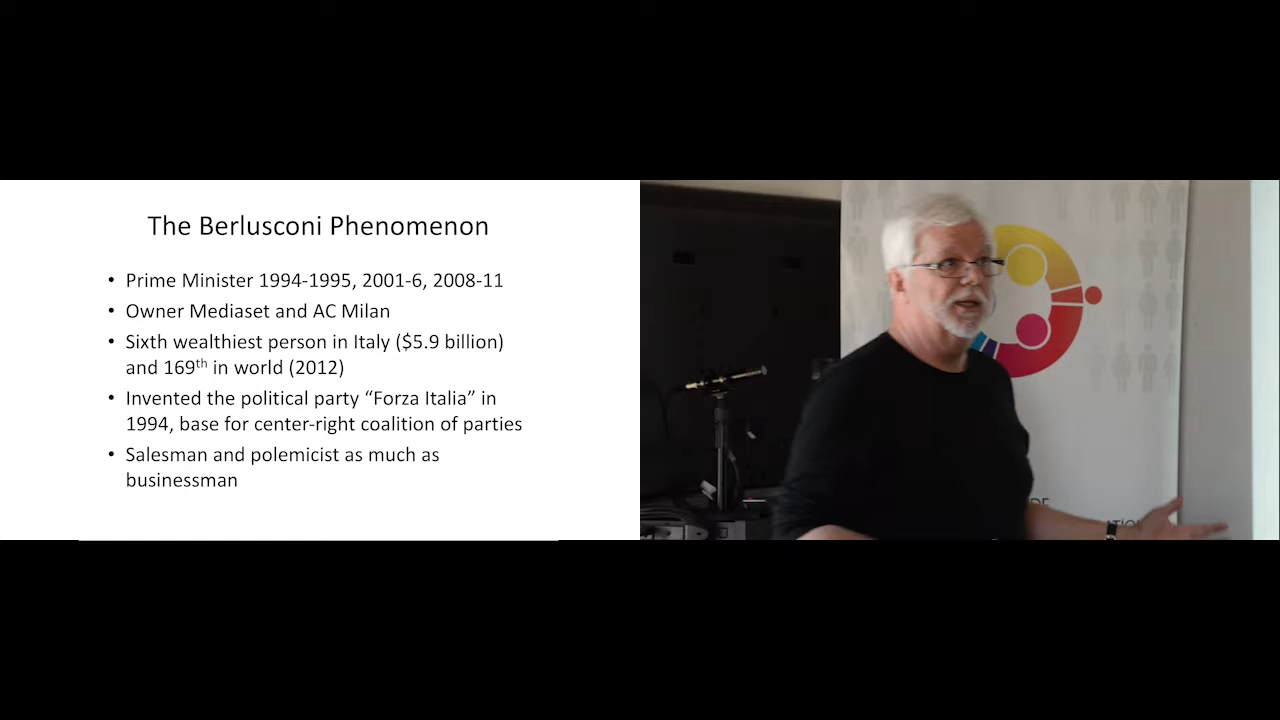 The Berlusconi Phenomenon
• Prime Minister 1994-1995, 2001-6, 2008-11
• Owner Mediaset and AC Milan
• Sixth wealthiest person in Italy ($5.9 billion)
and 169th in world (2012)
• Invented the political party “Forza Italia” in
1994, base for center-right coalition of parties
• Salesman and polemicist as much as
businessman